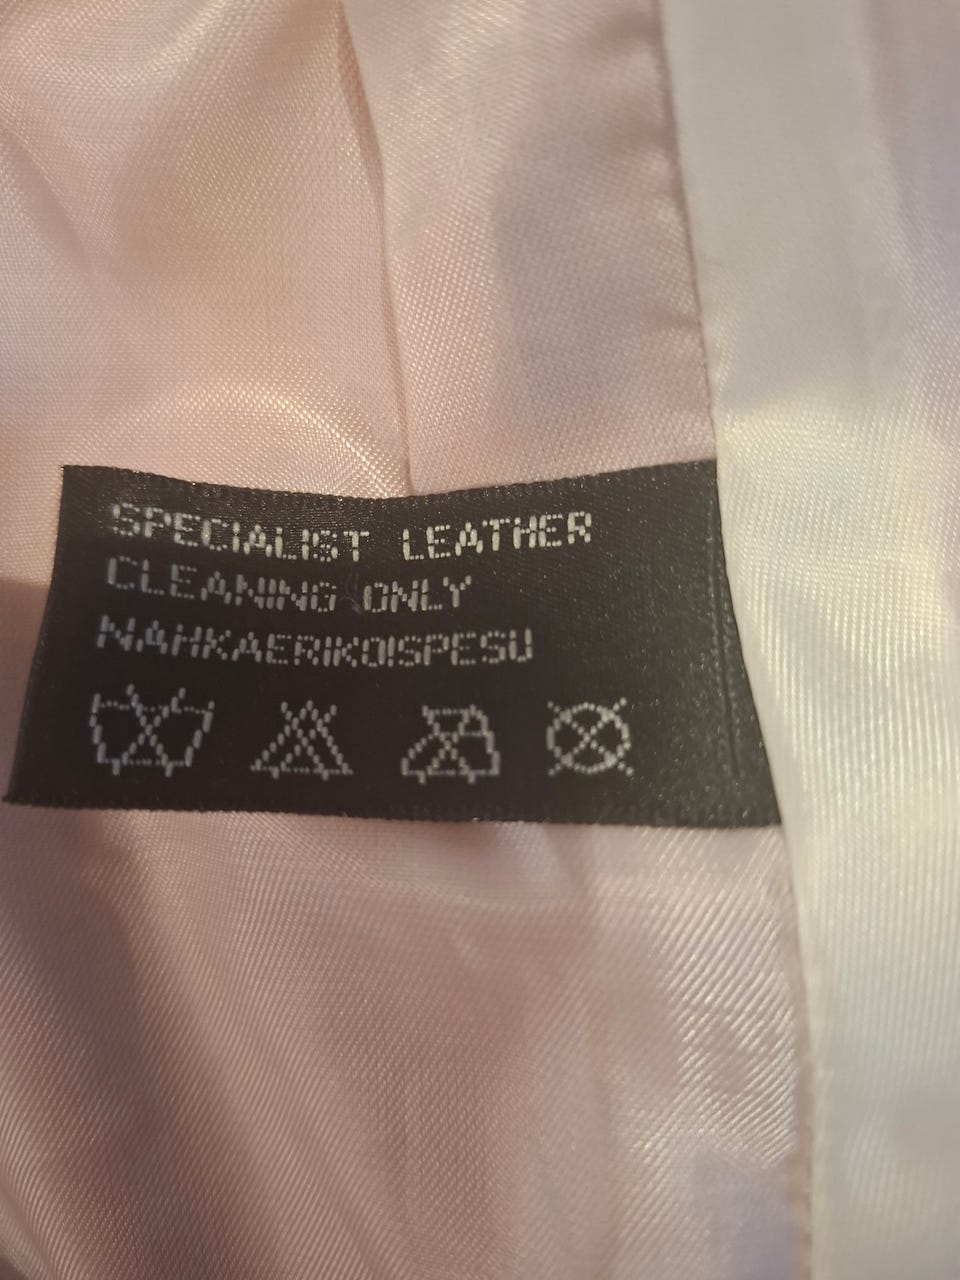 SPECIALIST LEATHER
CLEANING ONLY
NAHKAERIKOISPESU